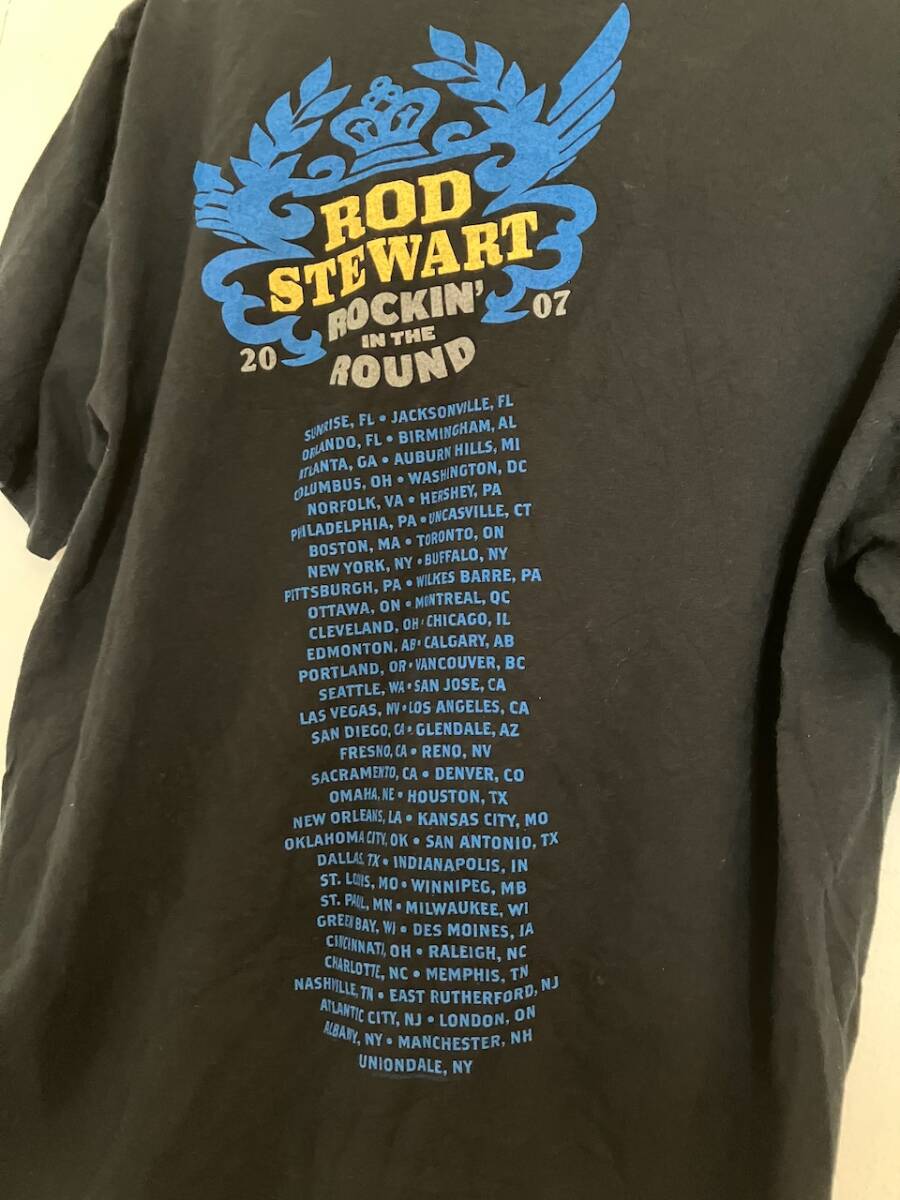 ROD
STEWART
ROCKIN'
IN THE
ROUND
20 07
SUNRISE, FL • JACKSONVILLE, FL
ORLANDO, FL • BIRMINGHAM, AL
ATLANTA, GA • AUBURN HILLS, MI
COLUMBUS, OH • WASHINGTON, DC
NORFOLK, VA • HERSHEY, PA
PHILADELPHIA, PA • UNCASVILLE, CT
BOSTON, MA • TORONTO, ON
NEW YORK, NY • BUFFALO, NY
PITTSBURGH, PA • WILKES BARRE, PA
OTTAWA, ON • MONTREAL, QC
CLEVELAND, OH • CHICAGO, IL
EDMONTON, AB • CALGARY, AB
PORTLAND, OR • VANCOUVER, BC
SEATTLE, WA • SAN JOSE, CA
LAS VEGAS, NV • LOS ANGELES, CA
SAN DIEGO, CA • GLENDALE, AZ
FRESNO, CA • RENO, NV
SACRAMENTO, CA • DENVER, CO
OMAHA, NE • HOUSTON, TX
NEW ORLEANS, LA • KANSAS CITY, MO
OKLAHOMA CITY, OK • SAN ANTONIO, TX
DALLAS, TX • INDIANAPOLIS, IN
ST. LOUIS, MO • WINNIPEG, MB
ST. PAUL, MN • MILWAUKEE, WI
GREEN BAY, WI • DES MOINES, IA
CINCINNATI, OH • RALEIGH, NC
CHARLOTTE, NC • MEMPHIS, TN
NASHVILLE, TN • EAST RUTHERFORD, NJ
ATLANTIC CITY, NJ • LONDON, ON
ALBANY, NY • MANCHESTER, NH
UNIONDALE, NY